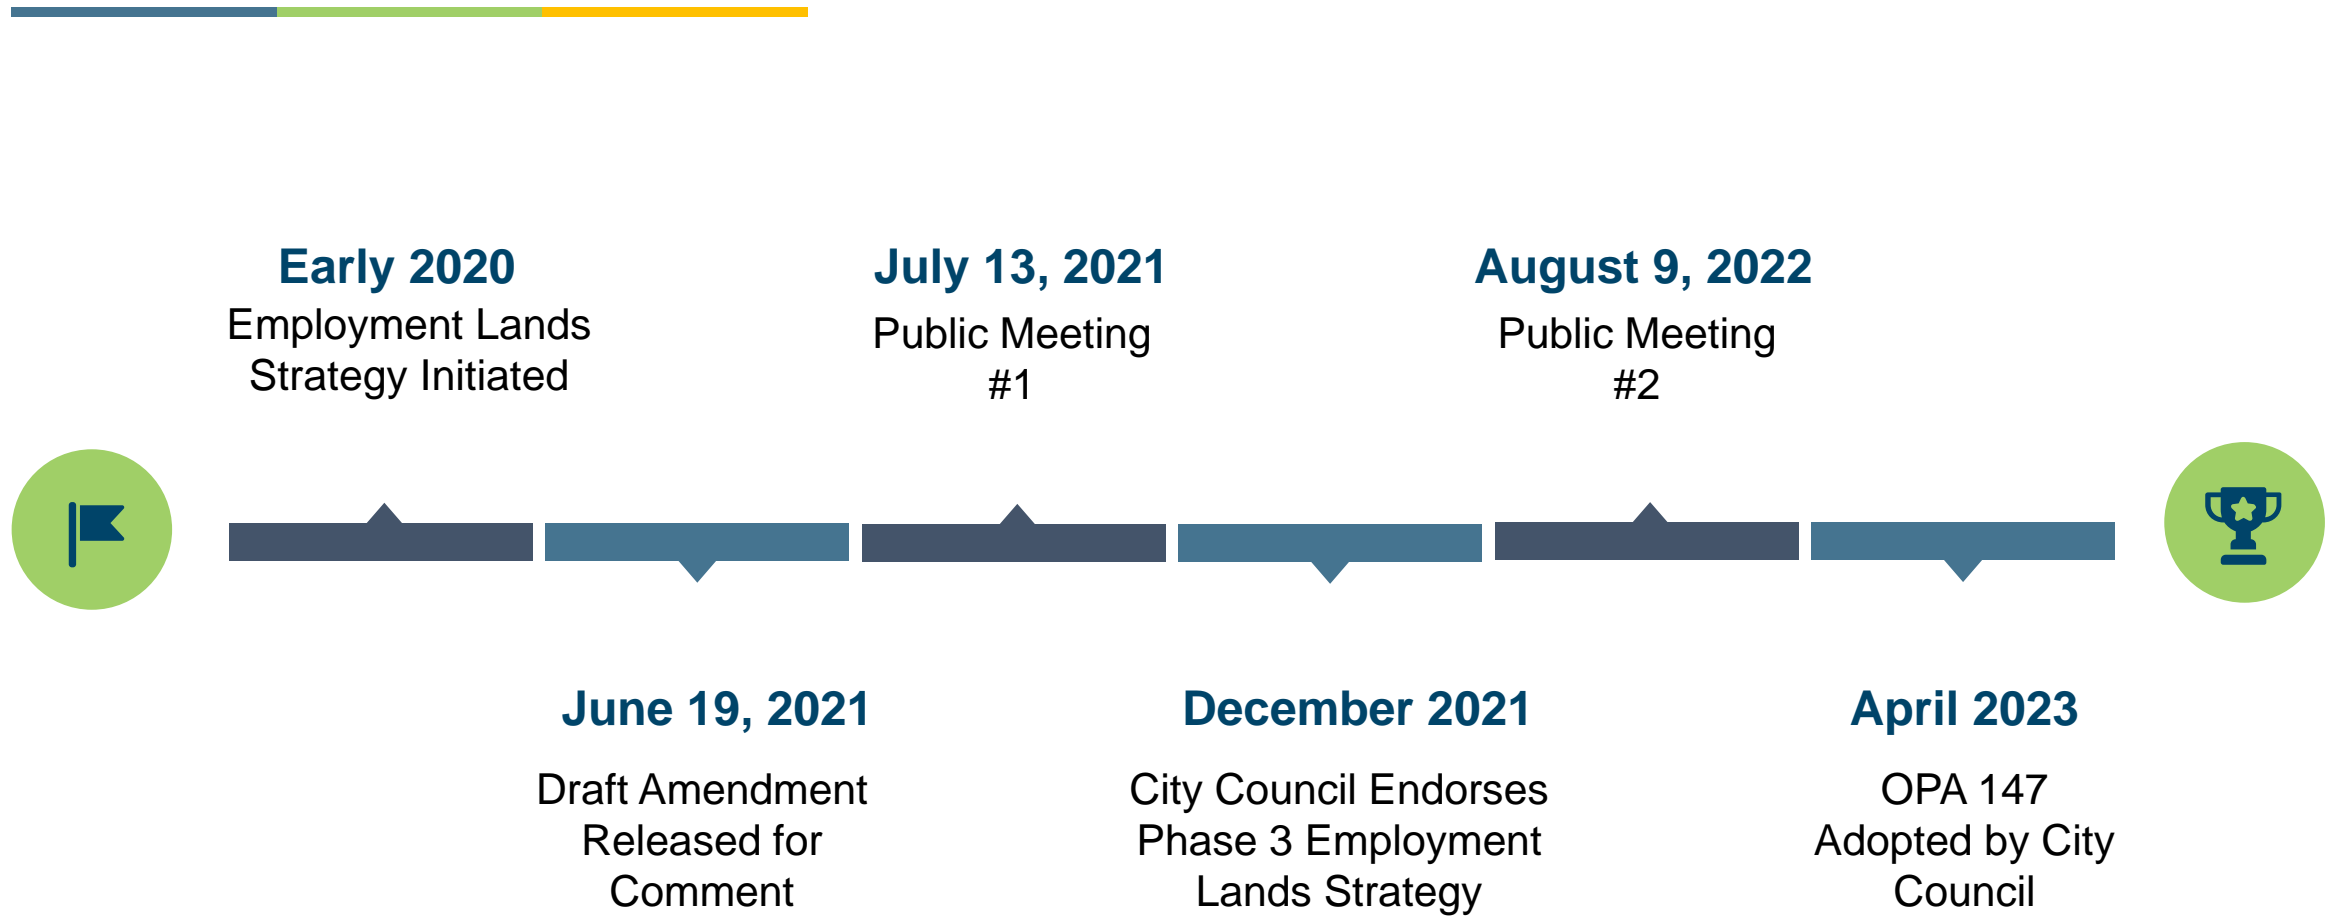 Early 2020
Employment Lands
Strategy Initiated
July 13, 2021
Public Meeting
#1
August 9, 2022
Public Meeting
#2
June 19, 2021
Draft Amendment
Released for
Comment
December 2021
City Council Endorses
Phase 3 Employment
Lands Strategy
April 2023
OPA 147
Adopted by City
Council